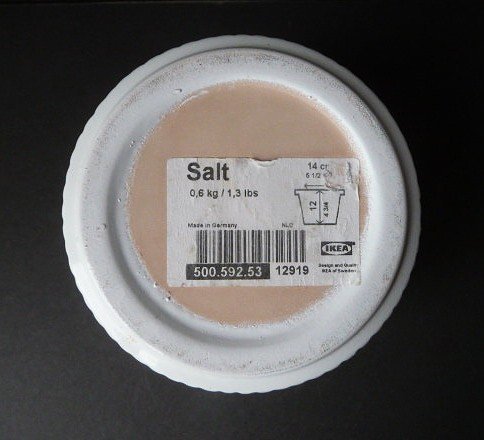 Salt
0,6 kg / 1,3 lbs
14 cm
5 1/2
12
4 3/4
Made in Germany
NLC
500.592.53 12919
IKEA
Design and Quality
IKEA of Sweden